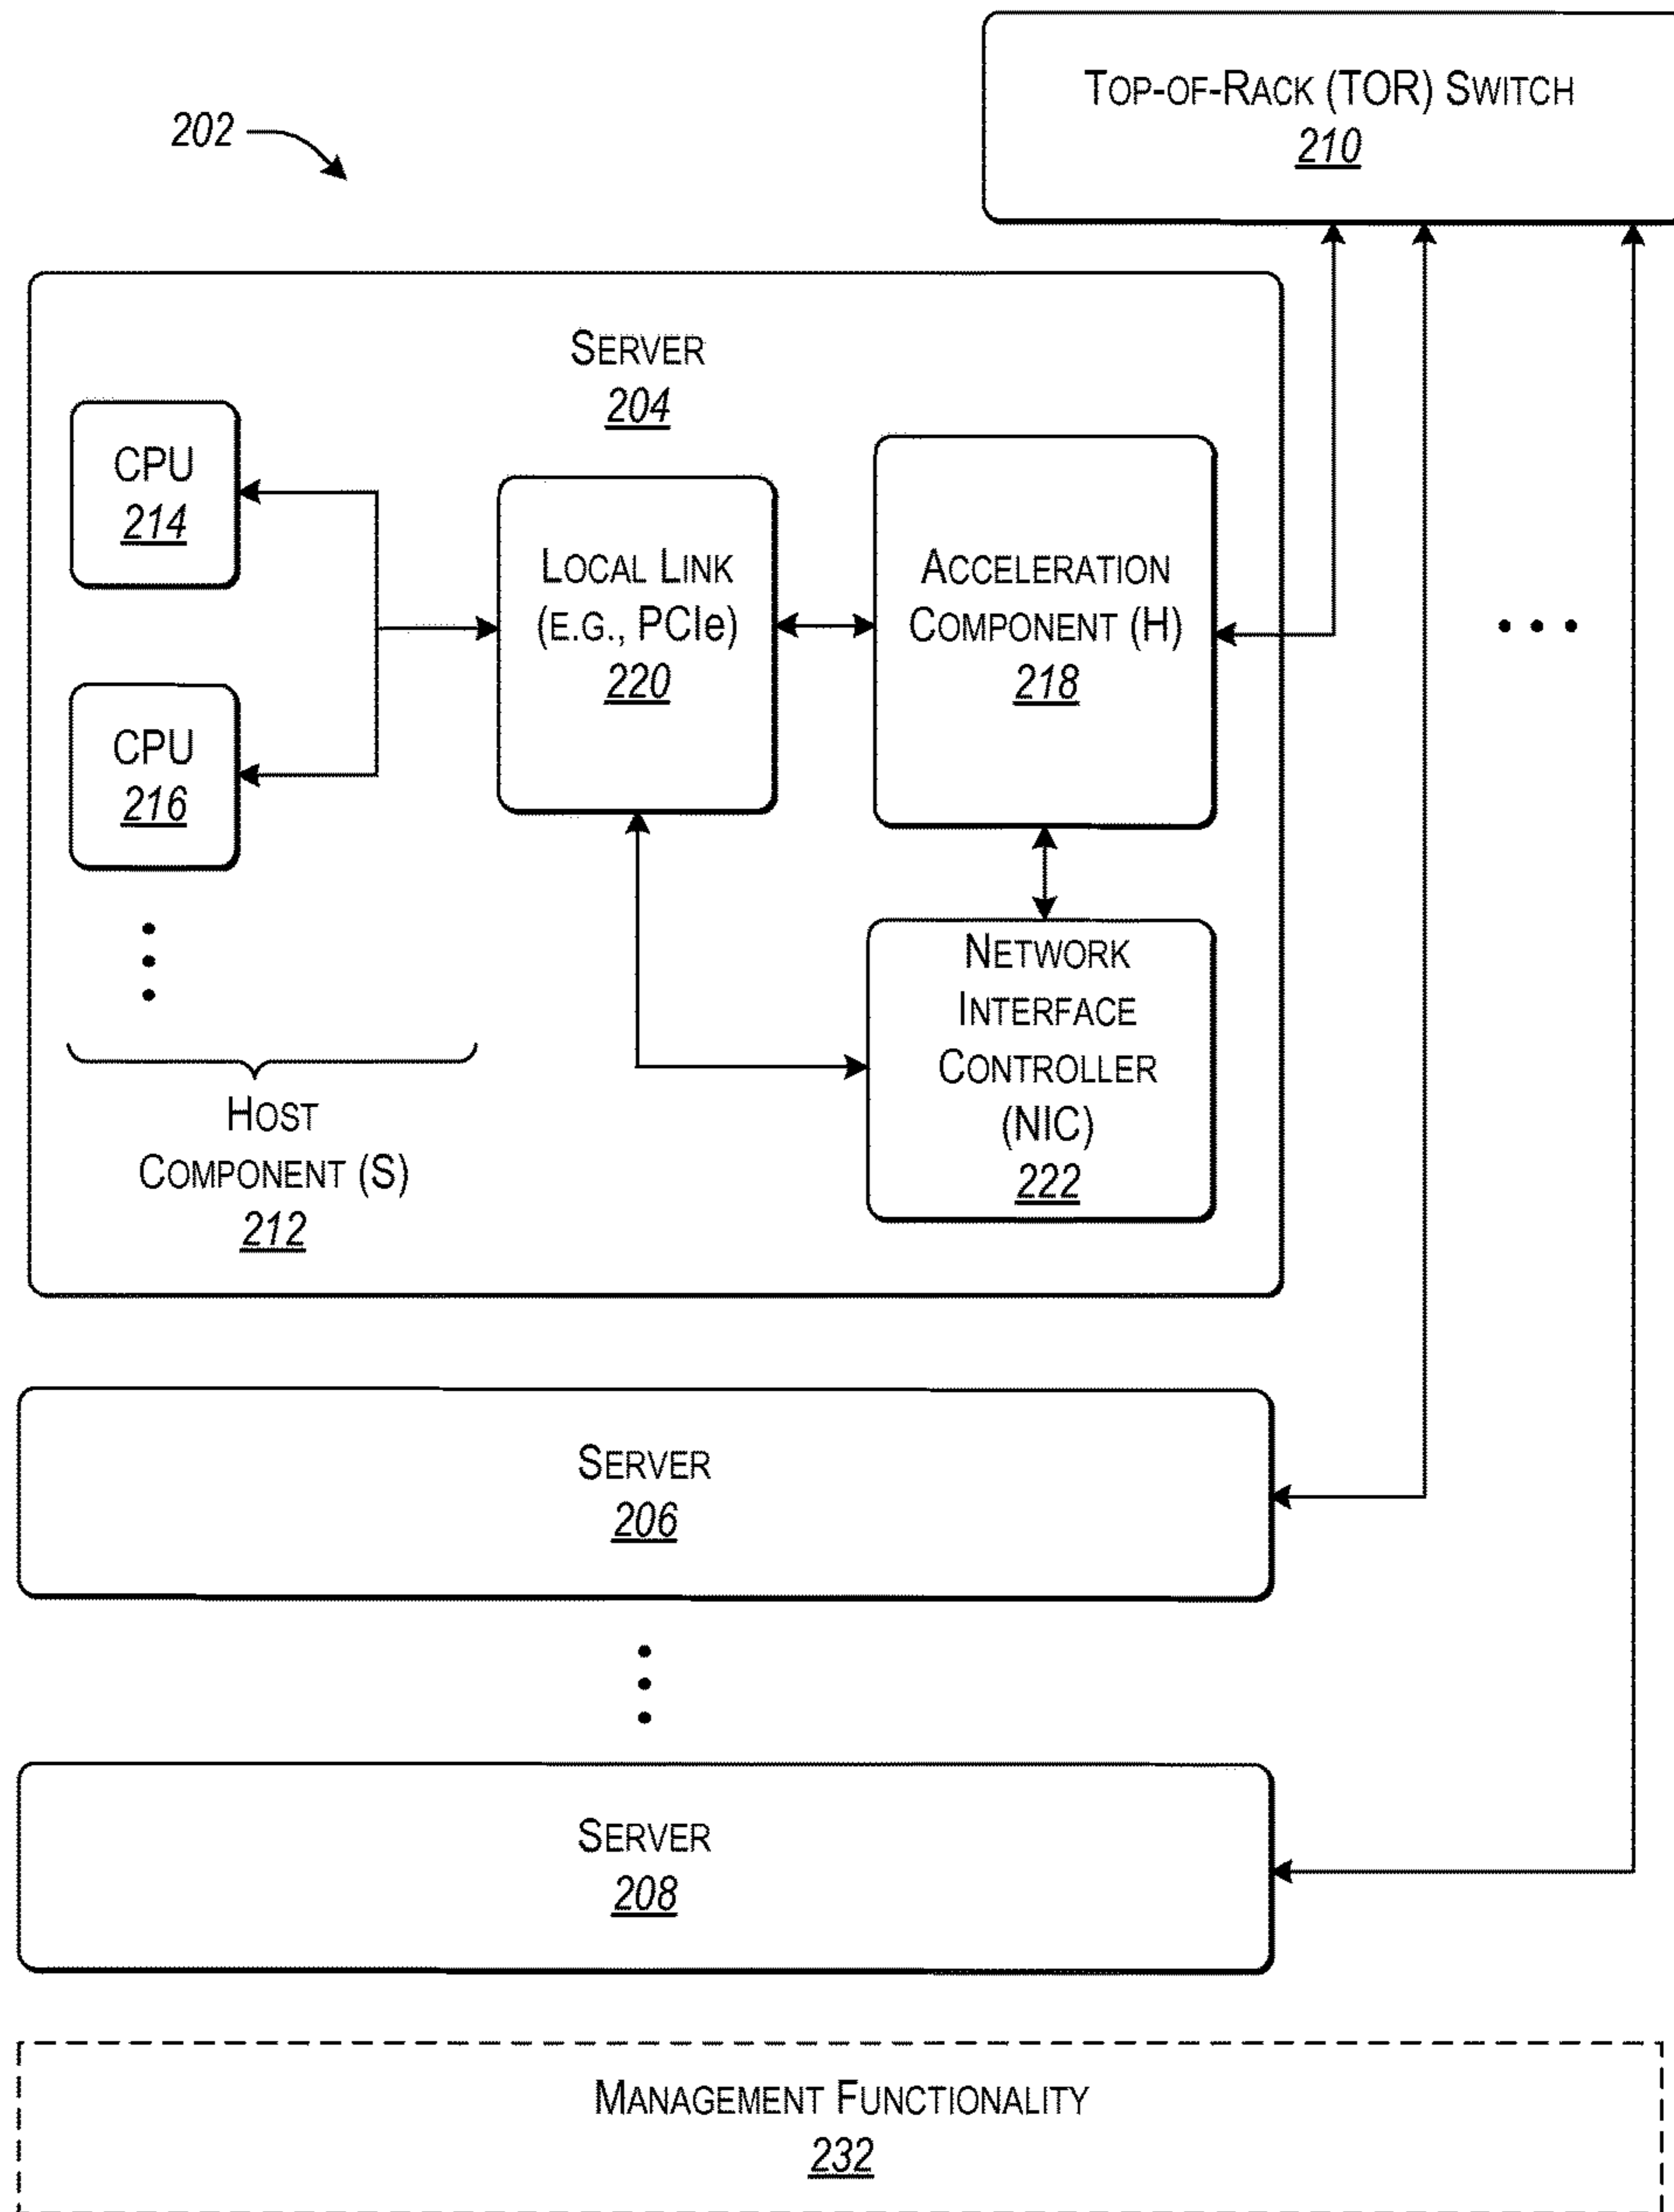 TOP-OF-RACK (TOR) SWITCH
210
202
SERVER
204
CPU
214
LOCAL LINK
(E.G., PCIe)
220
ACCELERATION
COMPONENT (H)
218
CPU
216
NETWORK
INTERFACE
CONTROLLER
(NIC)
222
HOST
COMPONENT (S)
212
SERVER
206
SERVER
208
MANAGEMENT FUNCTIONALITY
232